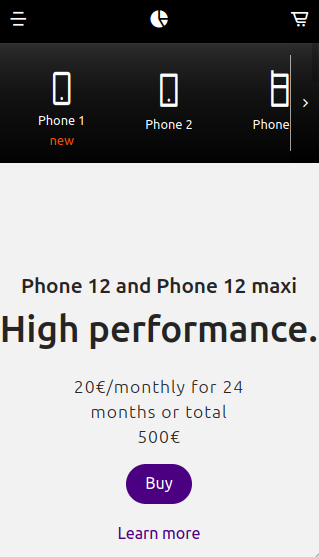 Phone 1
new
Phone 2
Phone
Phone 12 and Phone 12 maxi
High performance.
20€/monthly for 24
months or total
500€
Buy
Learn more